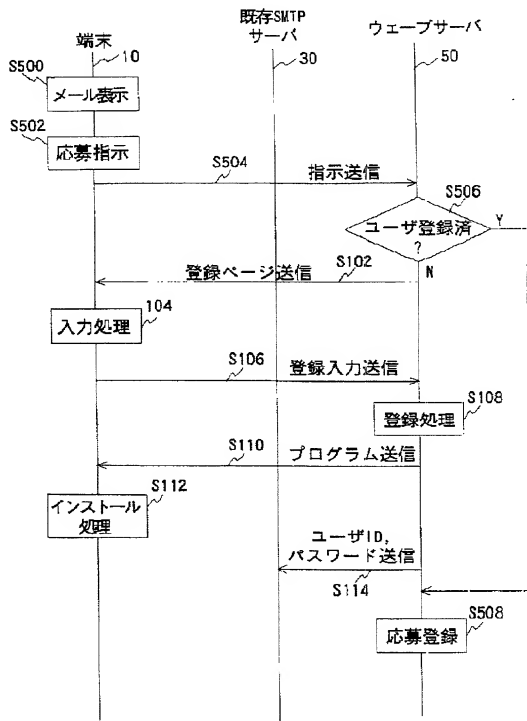 端末
既存SMTP
サーバ
ウェーブサーバ
10
30
50
S500
メール表示
S502
応募指示
S504
指示送信
S506
ユーザ登録済
?
Y
N
登録ページ送信
S102
入力処理
104
S106
登録入力送信
S108
登録処理
S110
プログラム送信
S112
インストール
処理
ユーザID,
パスワード送信
S114
S508
応募登録